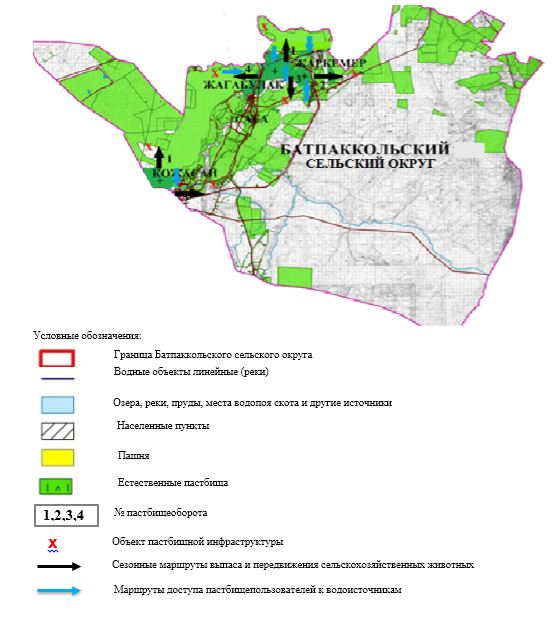 ЖАРКЕМЕР
ЖАГАБУЛАК
САГА
БАТПАККОЛЬСКИЙ
СЕЛЬСКИЙ ОКРУГ
КОЖАСАЙ
Условные обозначения:
Граница Батпаккольского сельского округа
Водные объекты линейные (реки)
Озера, реки, пруды, места водопоя скота и другие источники
Населенные пункты
Пашня
Естественные пастбища
1,2,3,4 № пастбищеоборота
X Объект пастбищной инфраструктуры
Сезонные маршруты выпаса и передвижения сельскохозяйственных животных
Маршруты доступа пастбищепользователей к водоисточникам